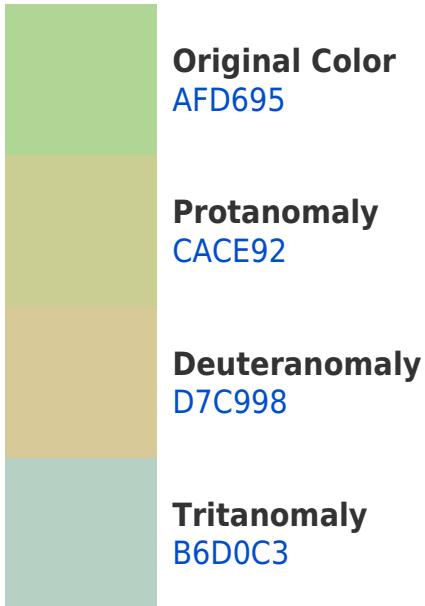 Original Color
AFD695
Protanomaly
CACE92
Deuteranomaly
D7C998
Tritanomaly
B6D0C3